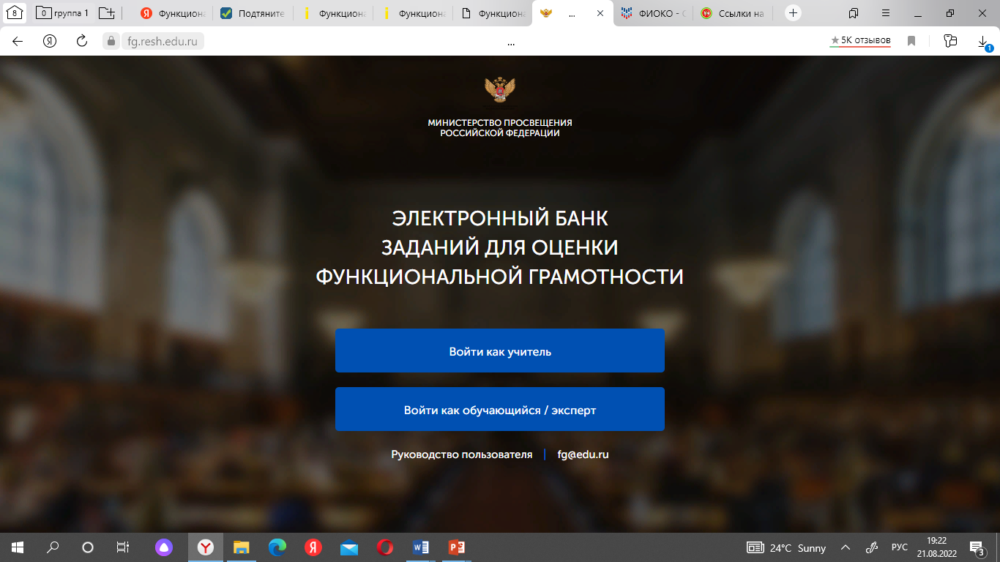 8
0
группа 1
Функцион
Подтяните
Функциона
Функциона
Функциона
...
ФИОКО - С
Ссылки на
fg.resh.edu.ru
...
5К отзывов
1
МИНИСТЕРСТВО ПРОСВЕЩЕНИЯ
РОССИЙСКОЙ ФЕДЕРАЦИИ
ЭЛЕКТРОННЫЙ БАНК
ЗАДАНИЙ ДЛЯ ОЦЕНКИ
ФУНКЦИОНАЛЬНОЙ ГРАМОТНОСТИ
Войти как учитель
Войти как обучающийся / эксперт
Руководство пользователя | fg@edu.ru
24°C Sunny
РУС
19:22
21.08.2022
3